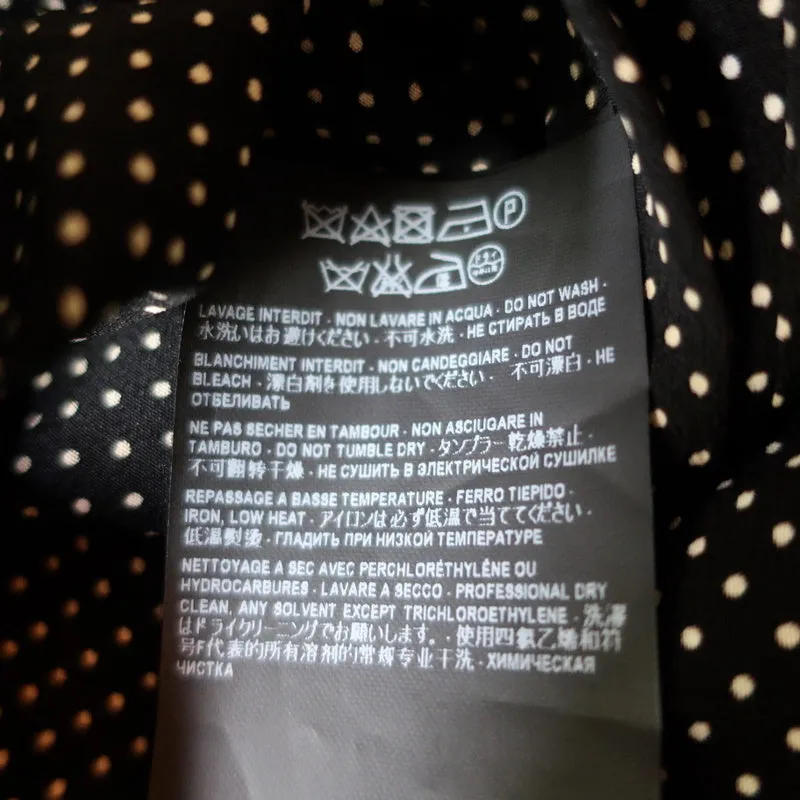 P
ドライ
LAVAGE INTERDIT · NON LAVARE IN ACQUA · DO NOT WASH ·
水洗いはお避けください · 不可水洗 · НЕ СТИРАТЬ В ВОДЕ
BLANCHIMENT INTERDIT · NON CANDEGGIARE · DO NOT
BLEACH · 漂白剤を使用しないでください · 不可漂白 · НЕ
ОТБЕЛИВАТЬ
NE PAS SECHER EN TAMBOUR · NON ASCIUGARE IN
TAMBURO · DO NOT TUMBLE DRY · タンブラー乾燥禁止 ·
不可翻转干燥 · НЕ СУШИТЬ В ЭЛЕКТРИЧЕСКОЙ СУШИЛКЕ
REPASSAGE A BASSE TEMPERATURE · FERRO TIEPIDO ·
IRON, LOW HEAT · アイロンは必ず低温で当ててください ·
低温熨烫 · ГЛАДИТЬ ПРИ НИЗКОЙ ТЕМПЕРАТУРЕ
NETTOYAGE A SEC AVEC PERCHLORÉTHYLÈNE OU
HYDROCARBURES · LAVARE A SECCO · PROFESSIONAL DRY
CLEAN, ANY SOLVENT EXCEPT TRICHLOROETHYLENE · 洗濯
はドライクリーニングでお願いします。· 使用四氯乙烯和符
号F代表的所有溶剂的常规专业干洗 · ХИМИЧЕСКАЯ
ЧИСТКА